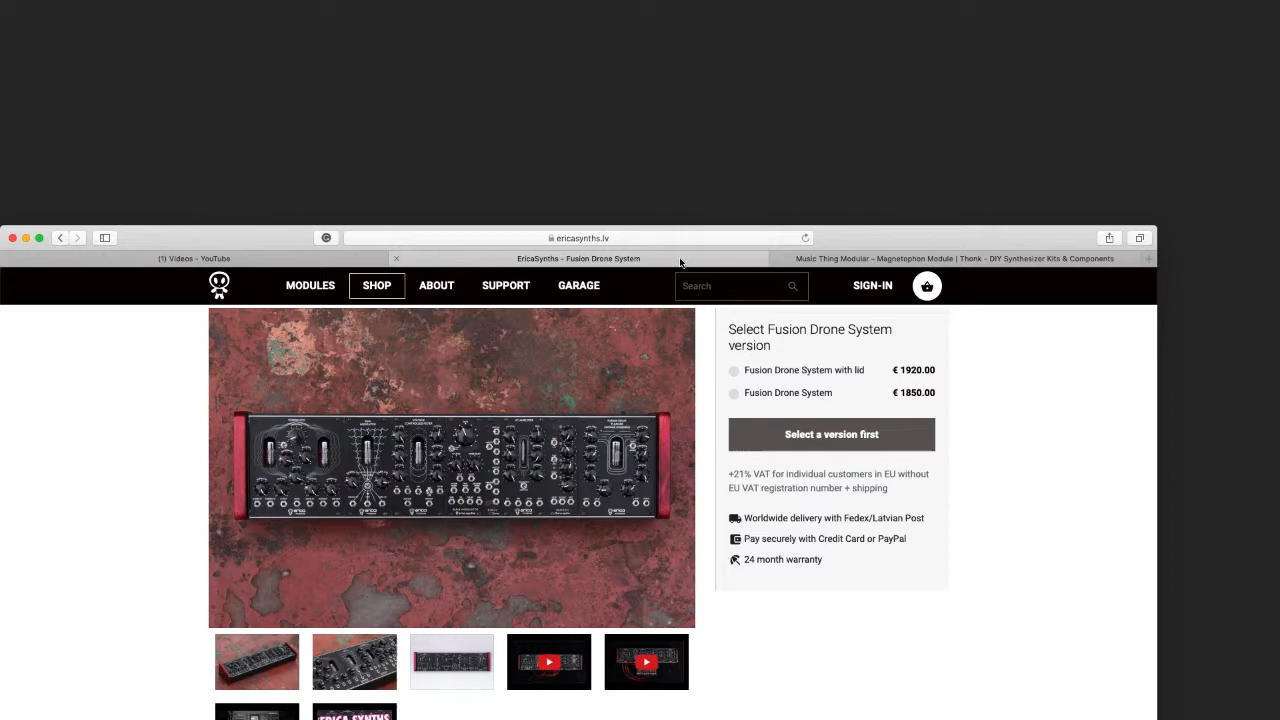 ericasynths.lv
(1) Videos - YouTube
EricaSynths - Fusion Drone System
Music Thing Modular – Magnetophon Module | Thonk - DIY Synthesizer Kits & Components
MODULES
SHOP
ABOUT
SUPPORT
GARAGE
Search
SIGN-IN
Select Fusion Drone System
version
Fusion Drone System with lid
€ 1920.00
Fusion Drone System
€ 1850.00
Select a version first
+21% VAT for individual customers in EU without
EU VAT registration number + shipping
Worldwide delivery with Fedex/Latvian Post
Pay securely with Credit Card or PayPal
24 month warranty
ERICA SYNTHS